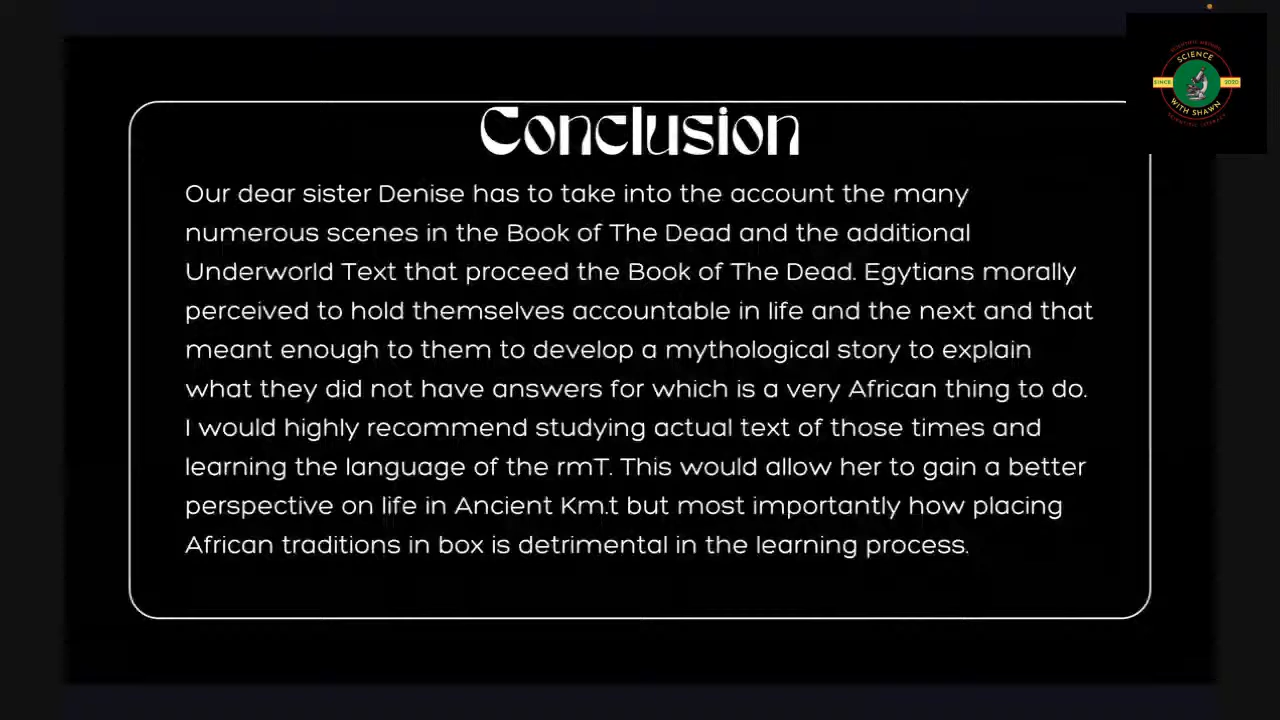 Conclusion
Our dear sister Denise has to take into the account the many
numerous scenes in the Book of The Dead and the additional
Underworld Text that proceed the Book of The Dead. Egytians morally
perceived to hold themselves accountable in life and the next and that
meant enough to them to develop a mythological story to explain
what they did not have answers for which is a very African thing to do.
I would highly recommend studying actual text of those times and
learning the language of the rmT. This would allow her to gain a better
perspective on life in Ancient Km.t but most importantly how placing
African traditions in box is detrimental in the learning process.
SCIENCE
SINCE 2020
WITH SHAWN